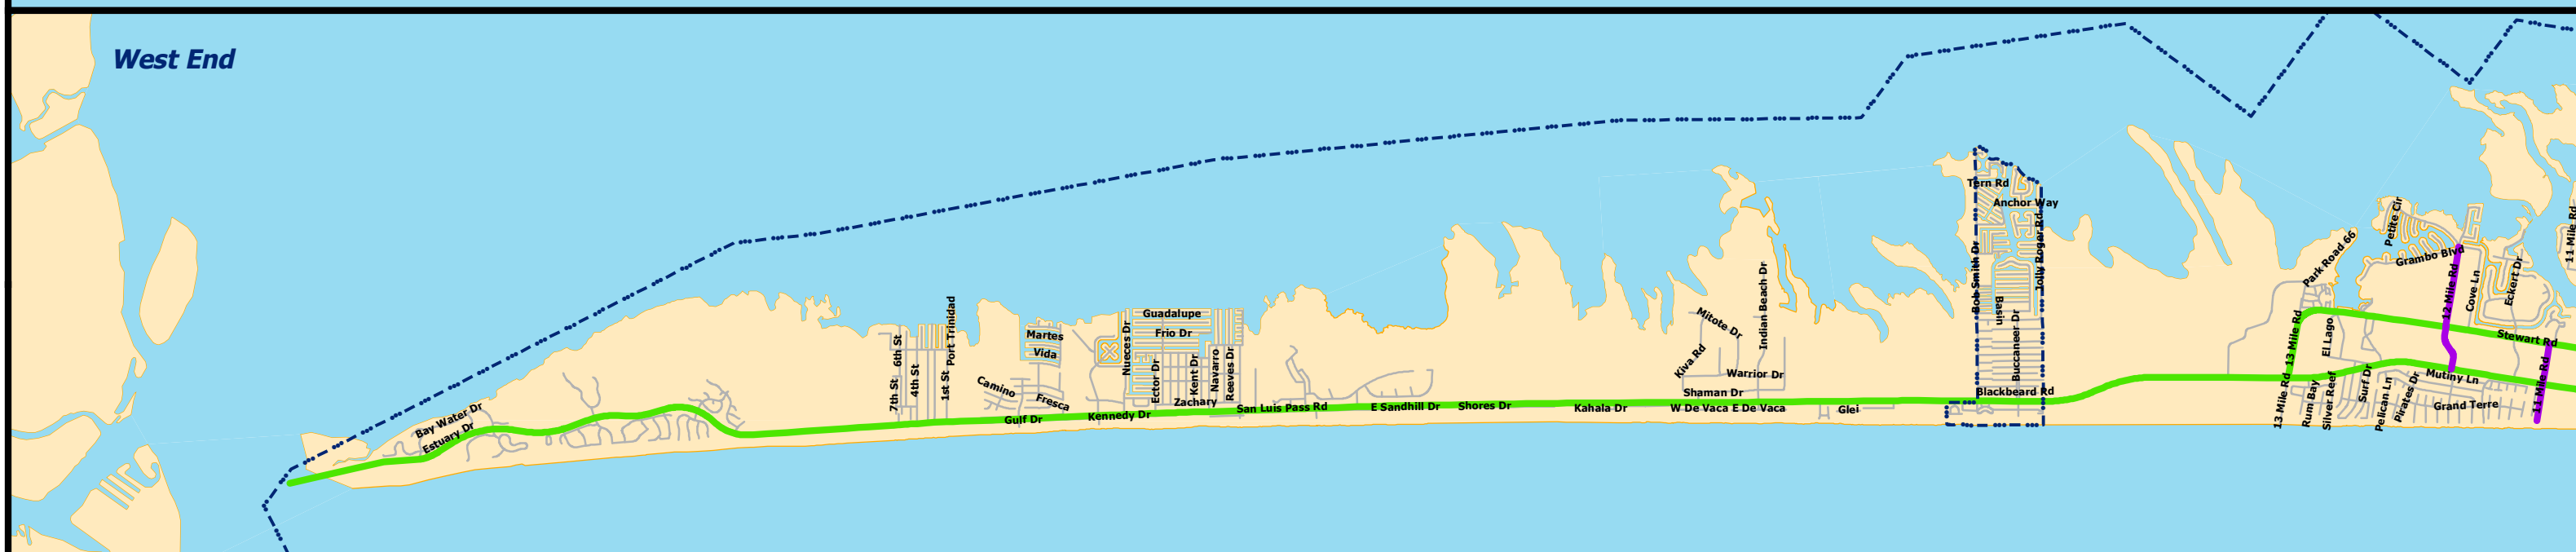 West End
Tern Rd
Anchor Way
Bob Smith Dr
Jolly Roger Rd
Basin
Buccaneer Dr
Blackbeard Rd
Park Road 66
Petite Cir
Grambo Blvd
12 Mile Rd
Cove Ln
Eckert Dr
11 Mile Rd
Stewart Rd
13 Mile Rd
El Lago
Mutiny Ln
11 Mile Rd
13 Mile Rd
Rum Bay
Silver Reef
Surf Dr
Pelican Ln
Pirates Dr
Grand Terre
Mitote Dr
Indian Beach Dr
Kiva Rd
Warrior Dr
Shaman Dr
Kahala Dr
W De Vaca
E De Vaca
Glei
Port Trinidad
6th St
7th St
4th St
1st St
Martes
Vida
Camino
Fresca
Guadalupe
Frio Dr
Nueces Dr
Ector Dr
Kent Dr
Navarro
Reeves Dr
Zachary
Gulf Dr
Kennedy Dr
San Luis Pass Rd
E Sandhill Dr
Shores Dr
Bay Water Dr
Estuary Dr